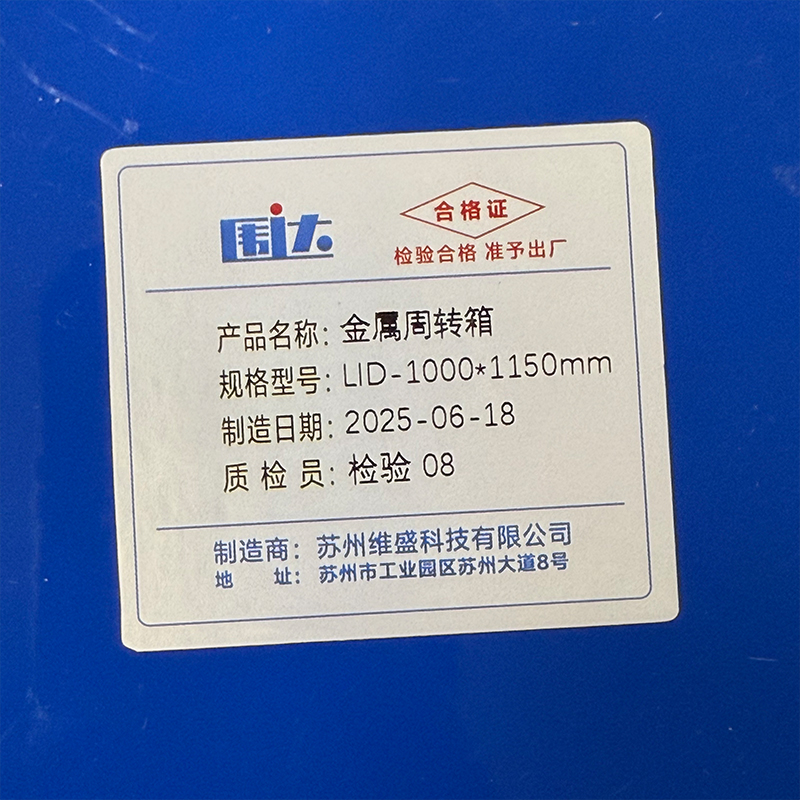 围达
合格证
检验合格 准予出厂
产品名称：金属周转箱
规格型号：LID-1000*1150mm
制造日期：2025-06-18
质 检 员：检验 08
制造商：苏州维盛科技有限公司
地 址：苏州市工业园区苏州大道8号